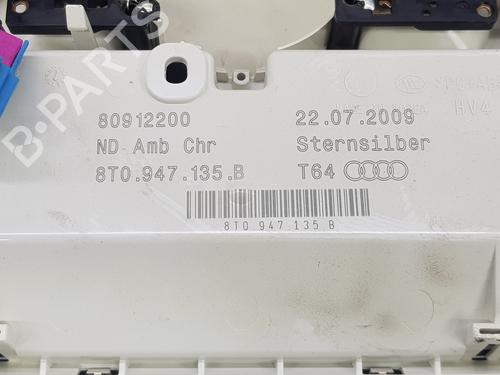 80912200 22.07.2009
ND Amb Chr Sternsilber
8T0.947.135.B T64
8T0 947 135 B
HV4
B-PARTS